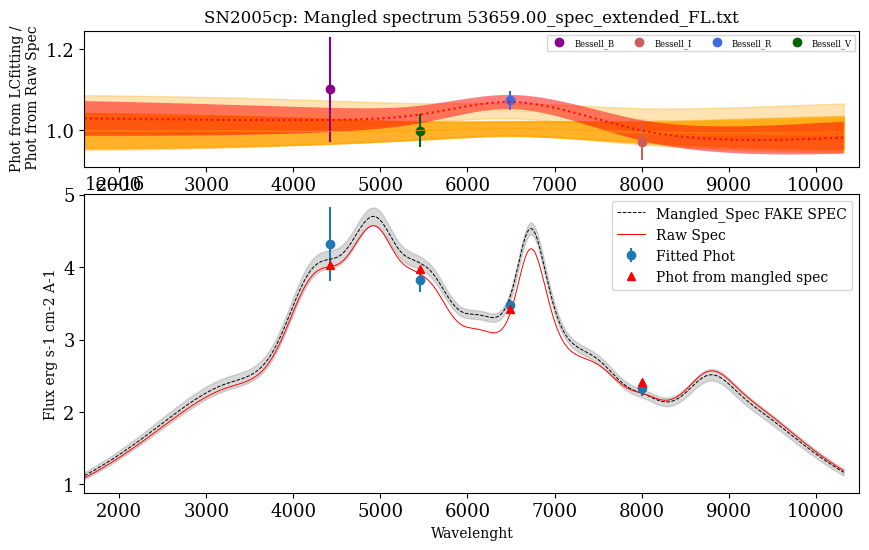 SN2005cp: Mangled spectrum 53659.00_spec_extended_FL.txt
Phot from LCfitting /
Phot from Raw Spec
1.2
1.0
Bessell_B
Bessell_I
Bessell_R
Bessell_V
2000 3000 4000 5000 6000 7000 8000 9000 10000
1e−16
5
4
3
2
1
Flux erg s-1 cm-2 A-1
Mangled_Spec FAKE SPEC
Raw Spec
Fitted Phot
Phot from mangled spec
2000 3000 4000 5000 6000 7000 8000 9000 10000
Wavelenght